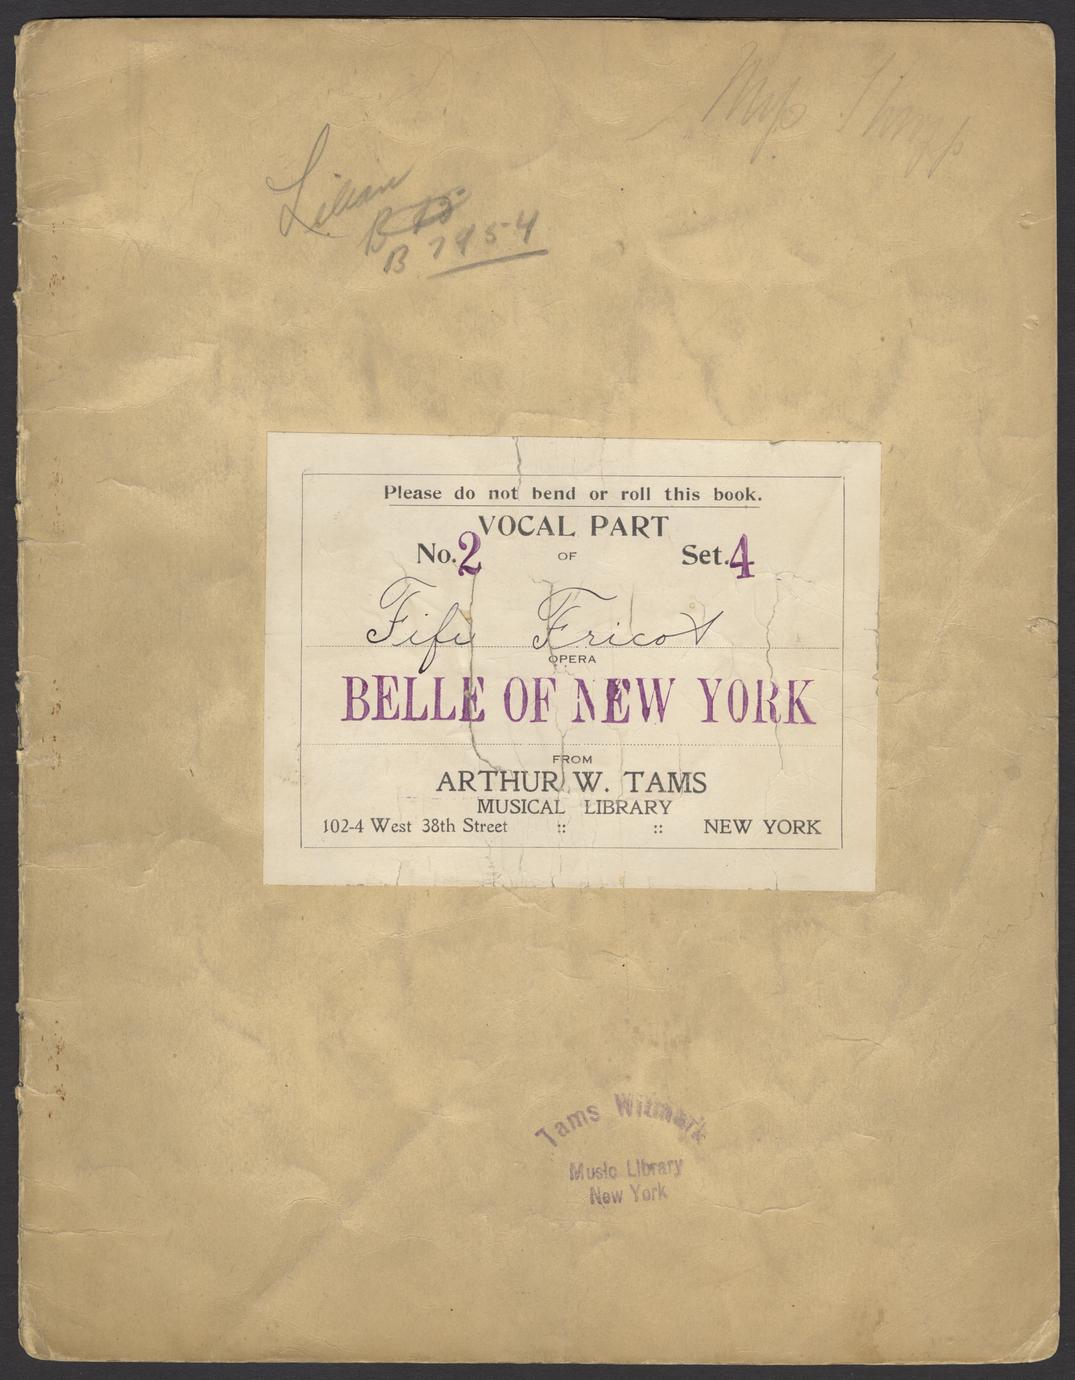 Miss
Lilian
B
B 7954
Please do not bend or roll this book.
VOCAL PART
No. 2 OF Set. 4
Fifi Fricot
OPERA
BELLE OF NEW YORK
FROM
ARTHUR W. TAMS
MUSICAL LIBRARY
102-4 West 38th Street :: :: NEW YORK
Tams Witmark
Music Library
New York